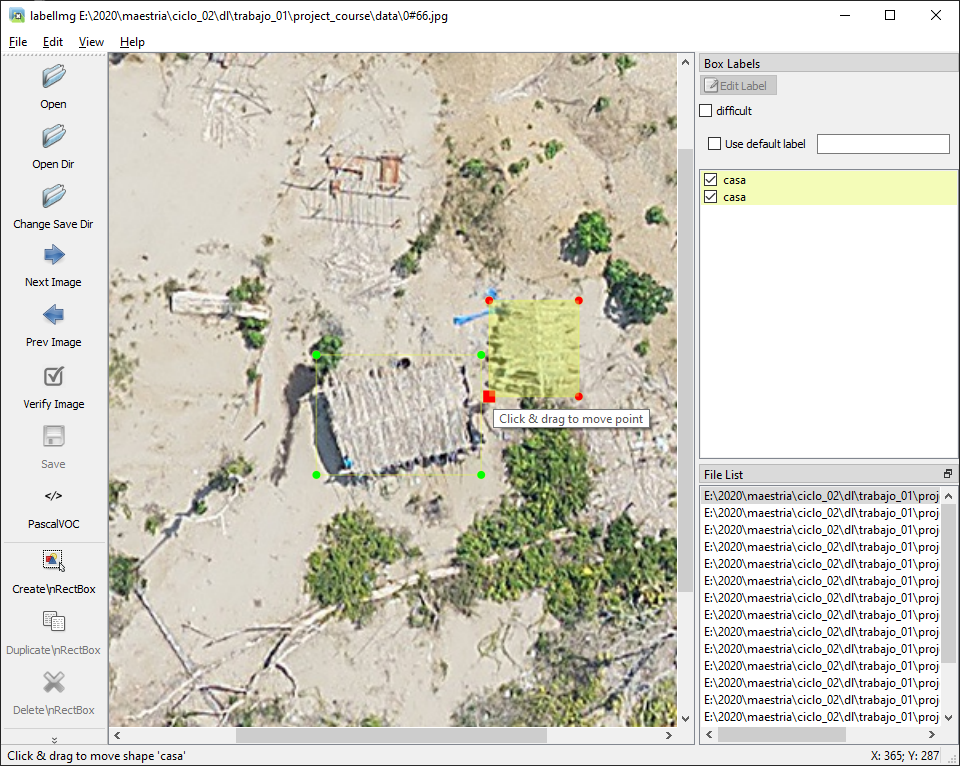 labelImg E:\2020\maestria\ciclo_02\dl\trabajo_01\project_course\data\0#66.jpg
File Edit View Help
Open
Open Dir
Change Save Dir
Next Image
Prev Image
Verify Image
Save
</>
PascalVOC
Create\nRectBox
Duplicate\nRectBox
Delete\nRectBox
Click & drag to move point
Box Labels
Edit Label
difficult
Use default label
casa
casa
File List
E:\2020\maestria\ciclo_02\dl\trabajo_01\proj
E:\2020\maestria\ciclo_02\dl\trabajo_01\proj
E:\2020\maestria\ciclo_02\dl\trabajo_01\proj
E:\2020\maestria\ciclo_02\dl\trabajo_01\proj
E:\2020\maestria\ciclo_02\dl\trabajo_01\proj
E:\2020\maestria\ciclo_02\dl\trabajo_01\proj
E:\2020\maestria\ciclo_02\dl\trabajo_01\proj
E:\2020\maestria\ciclo_02\dl\trabajo_01\proj
E:\2020\maestria\ciclo_02\dl\trabajo_01\proj
E:\2020\maestria\ciclo_02\dl\trabajo_01\proj
E:\2020\maestria\ciclo_02\dl\trabajo_01\proj
E:\2020\maestria\ciclo_02\dl\trabajo_01\proj
E:\2020\maestria\ciclo_02\dl\trabajo_01\proj
E:\2020\maestria\ciclo_02\dl\trabajo_01\proj
Click & drag to move shape 'casa'
X: 365; Y: 287